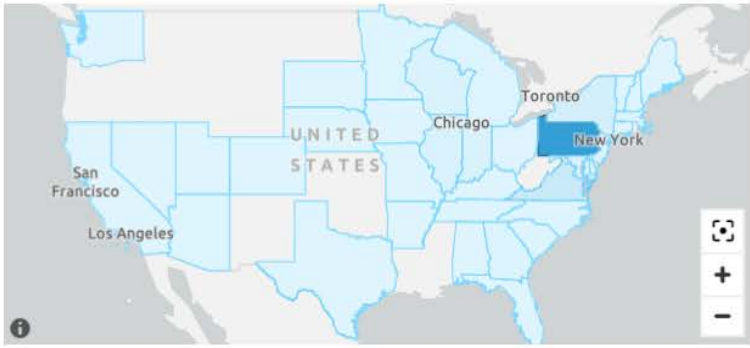 Toronto
Chicago
New York
UNITED
STATES
San
Francisco
Los Angeles
+
−
i